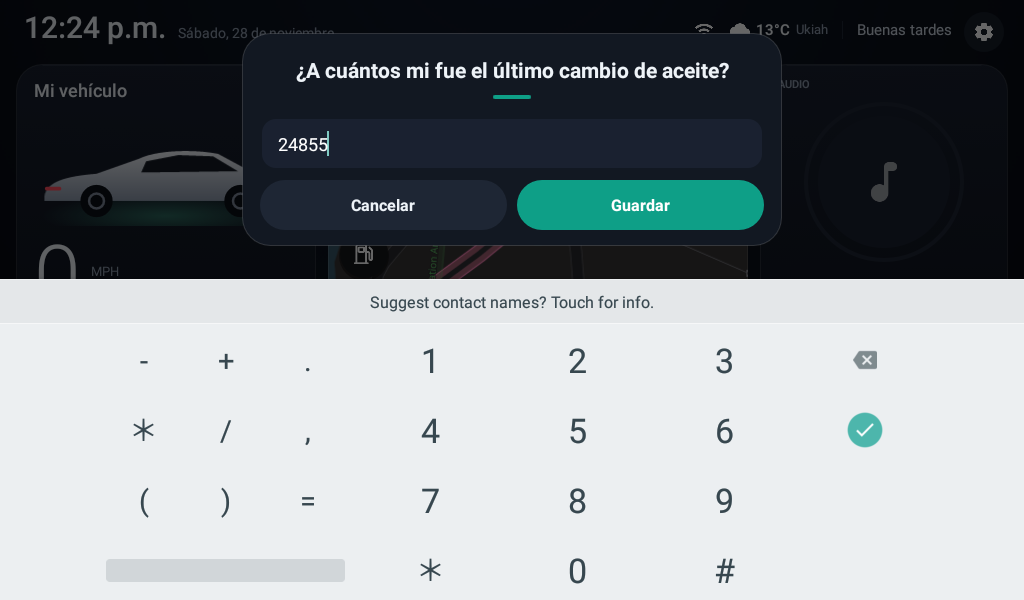 12:24 p.m.
Sábado, 28 de noviembre
13°C Ukiah
Buenas tardes
¿A cuántos mi fue el último cambio de aceite?
Mi vehículo
AUDIO
24855
Cancelar
Guardar
0 MPH
Suggest contact names? Touch for info.
- + . 1 2 3
* / , 4 5 6
( ) = 7 8 9
* 0 #